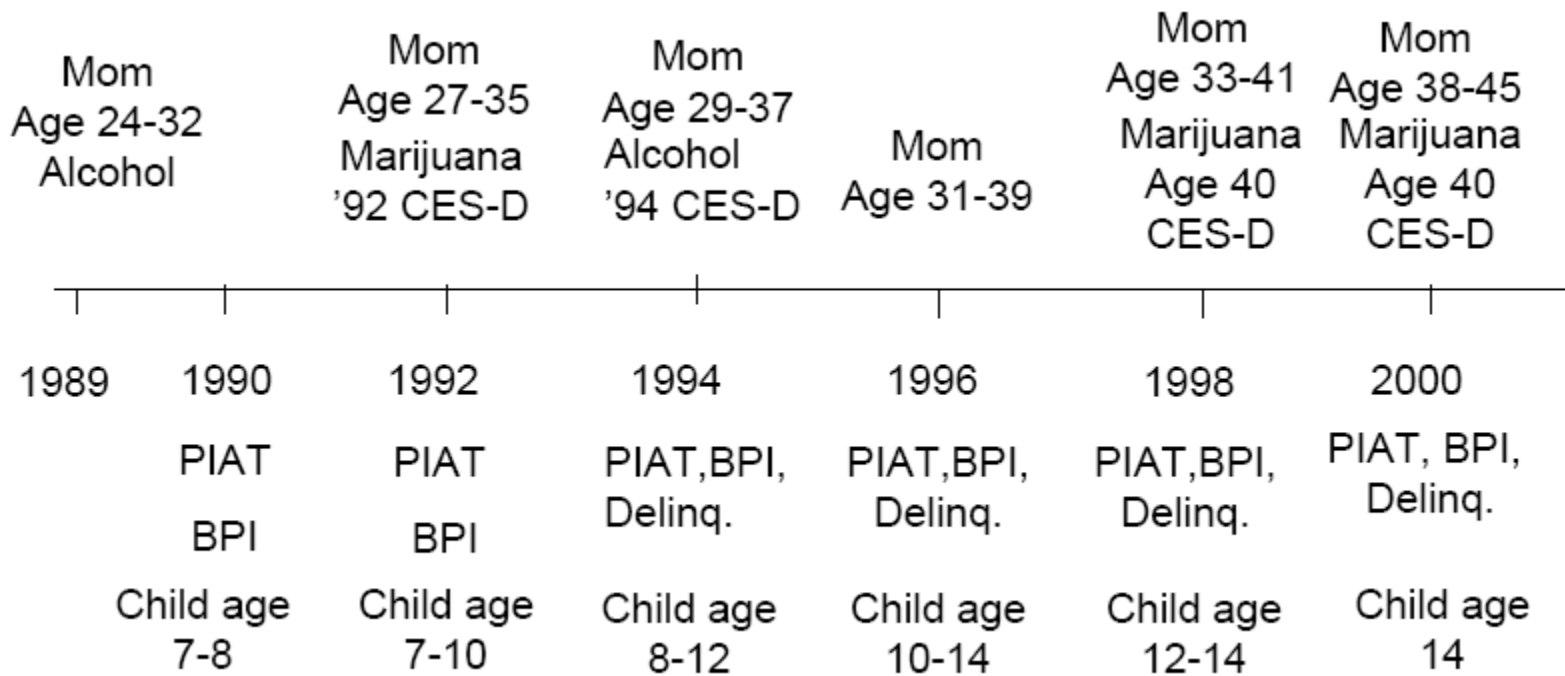 Mom
Age 24-32
Alcohol
Mom
Age 27-35
Marijuana
’92 CES-D
Mom
Age 29-37
Alcohol
’94 CES-D
Mom
Age 31-39
Mom
Age 33-41
Marijuana
Age 40
CES-D
Mom
Age 38-45
Marijuana
Age 40
CES-D
1989
1990
1992
1994
1996
1998
2000
PIAT
BPI
Child age
7-8
PIAT
BPI
Child age
7-10
PIAT,BPI,
Delinq.
Child age
8-12
PIAT,BPI,
Delinq.
Child age
10-14
PIAT,BPI,
Delinq.
Child age
12-14
PIAT, BPI,
Delinq.
Child age
14